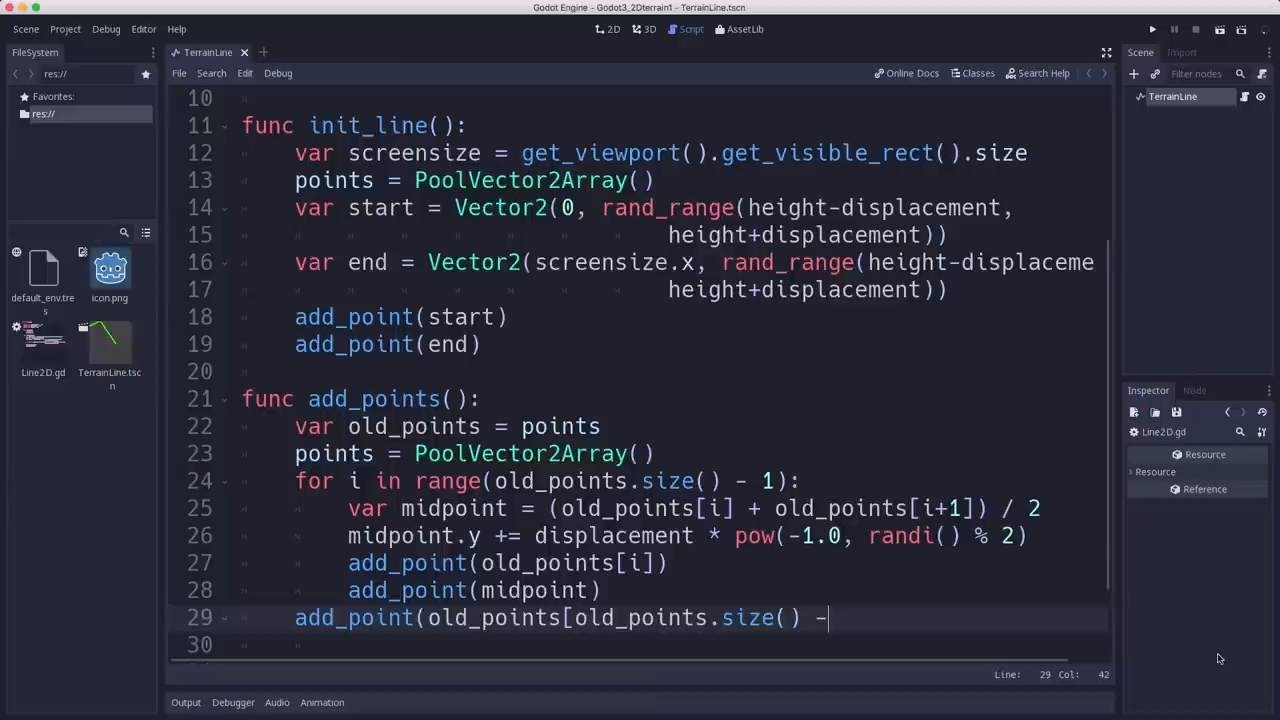 Godot Engine - Godot3_2Dterrain1 - TerrainLine.tscn
Scene Project Debug Editor Help
2D 3D Script AssetLib
FileSystem
res://
Favorites:
res://
default_env.tre
s
icon.png
Line2D.gd
TerrainLine.tsc
n
TerrainLine
File Search Edit Debug
Online Docs Classes Search Help
10
11 func init_line():
12 var screensize = get_viewport().get_visible_rect().size
13 points = PoolVector2Array()
14 var start = Vector2(0, rand_range(height-displacement,
15 height+displacement))
16 var end = Vector2(screensize.x, rand_range(height-displaceme
17 height+displacement))
18 add_point(start)
19 add_point(end)
20
21 func add_points():
22 var old_points = points
23 points = PoolVector2Array()
24 for i in range(old_points.size() - 1):
25 var midpoint = (old_points[i] + old_points[i+1]) / 2
26 midpoint.y += displacement * pow(-1.0, randi() % 2)
27 add_point(old_points[i])
28 add_point(midpoint)
29 add_point(old_points[old_points.size() -
30
Line: 29 Col: 42
Output Debugger Audio Animation
Scene Import
Filter nodes
TerrainLine
Inspector Node
Line2D.gd
Resource
Resource
Reference